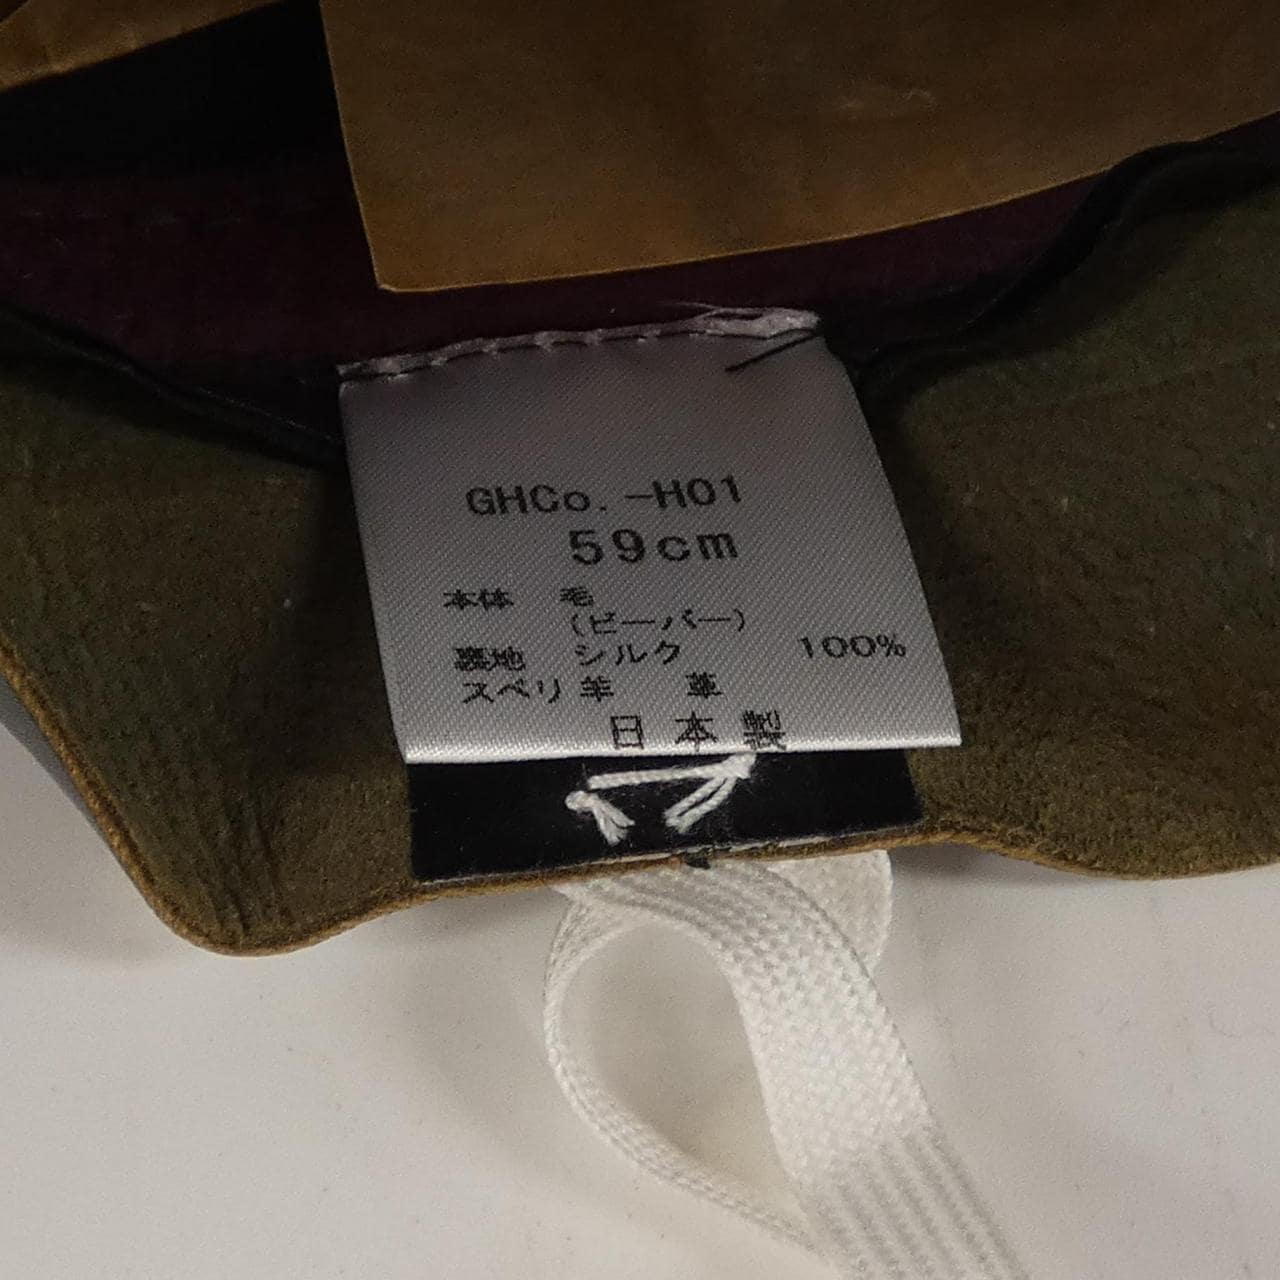 GHCo.-H01
59cm
本体 毛
(ビーバー)
裏地 シルク 100%
スベリ 羊 革
日本製